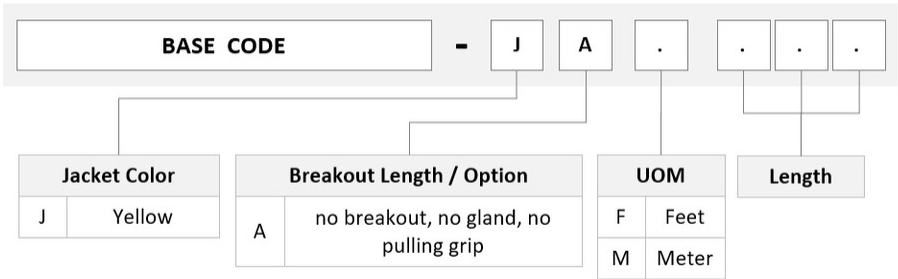 BASE CODE - J A . . . .
Jacket Color
J Yellow
Breakout Length / Option
A no breakout, no gland, no
pulling grip
UOM
F Feet
M Meter
Length